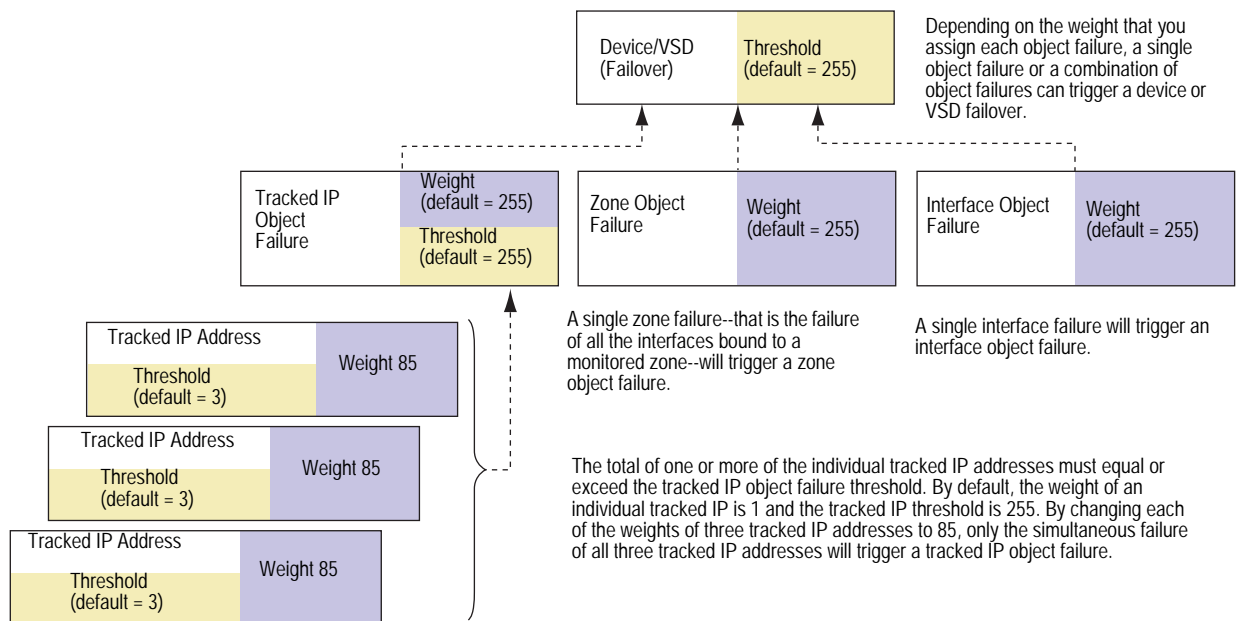 Device/VSD
(Failover)
Threshold
(default = 255)
Depending on the weight that you
assign each object failure, a single
object failure or a combination of
object failures can trigger a device or
VSD failover.
Tracked IP
Object
Failure
Weight
(default = 255)
Threshold
(default = 255)
Zone Object
Failure
Weight
(default = 255)
Interface Object
Failure
Weight
(default = 255)
A single zone failure--that is the failure
of all the interfaces bound to a
monitored zone--will trigger a zone
object failure.
A single interface failure will trigger an
interface object failure.
Tracked IP Address
Threshold
(default = 3)
Weight 85
Tracked IP Address
Threshold
(default = 3)
Weight 85
Tracked IP Address
Threshold
(default = 3)
Weight 85
The total of one or more of the individual tracked IP addresses must equal or
exceed the tracked IP object failure threshold. By default, the weight of an
individual tracked IP is 1 and the tracked IP threshold is 255. By changing each
of the weights of three tracked IP addresses to 85, only the simultaneous failure
of all three tracked IP addresses will trigger a tracked IP object failure.